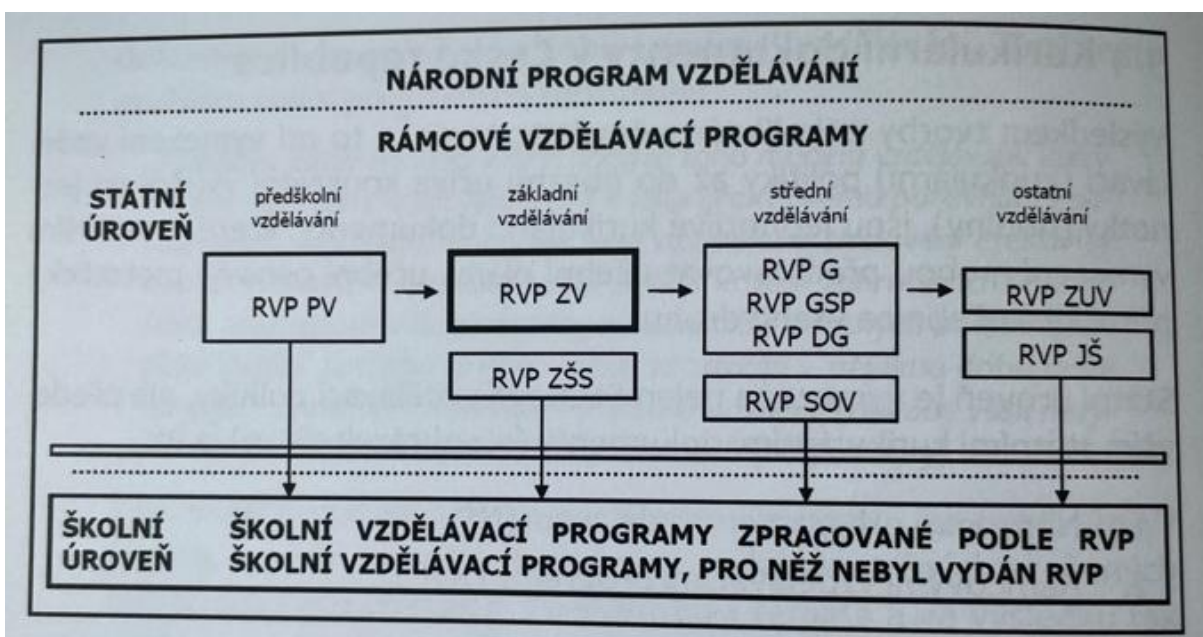 NÁRODNÍ PROGRAM VZDĚLÁVÁNÍ
RÁMCOVÉ VZDĚLÁVACÍ PROGRAMY
STÁTNÍ
ÚROVEŇ
předškolní
vzdělávání
základní
vzdělávání
střední
vzdělávání
ostatní
vzdělávání
RVP PV
RVP ZV
RVP ZŠS
RVP G
RVP GSP
RVP DG
RVP SOV
RVP ZUV
RVP JŠ
ŠKOLNÍ
ÚROVEŇ
ŠKOLNÍ VZDĚLÁVACÍ PROGRAMY ZPRACOVANÉ PODLE RVP
ŠKOLNÍ VZDĚLÁVACÍ PROGRAMY, PRO NĚŽ NEBYL VYDÁN RVP